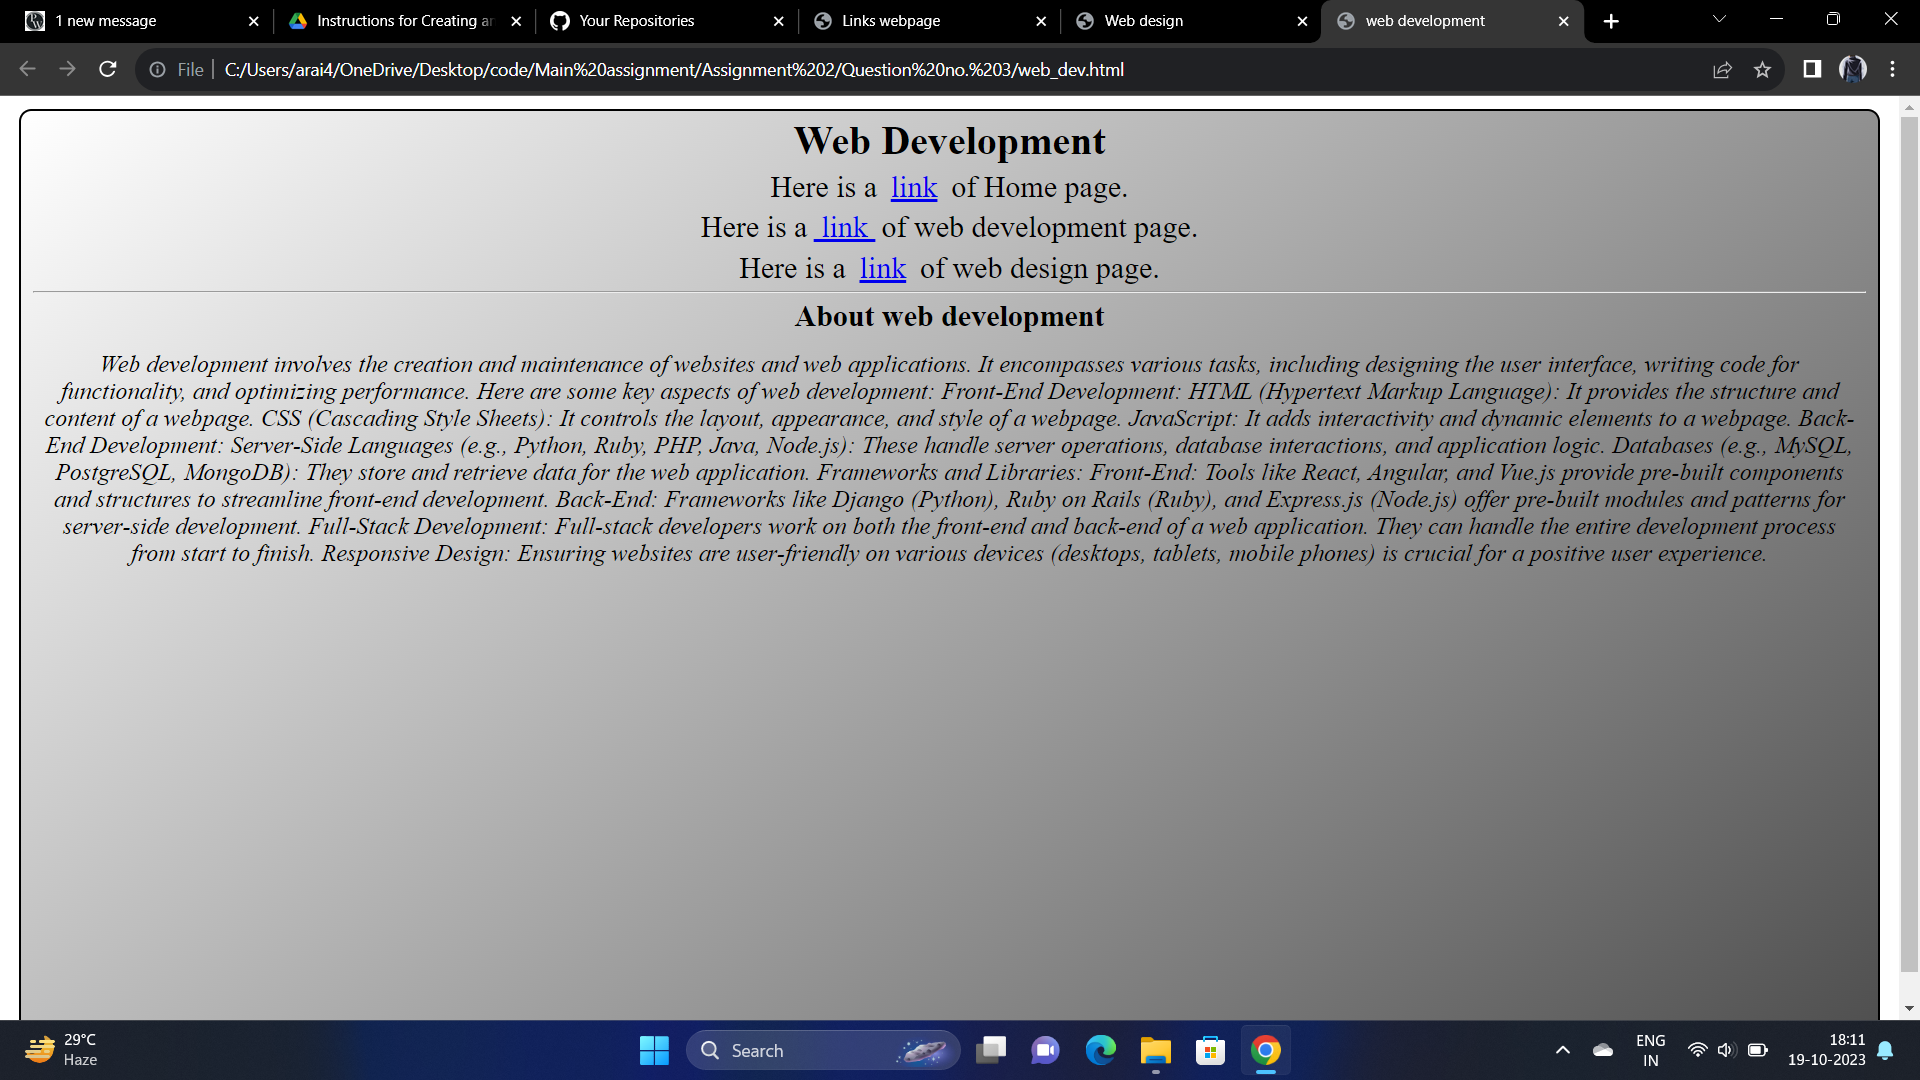 1 new message
Instructions for Creating an
Your Repositories
Links webpage
Web design
web development
File
C:/Users/arai4/OneDrive/Desktop/code/Main%20assignment/Assignment%202/Question%20no.%203/web_dev.html
Web Development
Here is a link of Home page.
Here is a link of web development page.
Here is a link of web design page.
About web development
Web development involves the creation and maintenance of websites and web applications. It encompasses various tasks, including designing the user interface, writing code for
functionality, and optimizing performance. Here are some key aspects of web development: Front-End Development: HTML (Hypertext Markup Language): It provides the structure and
content of a webpage. CSS (Cascading Style Sheets): It controls the layout, appearance, and style of a webpage. JavaScript: It adds interactivity and dynamic elements to a webpage. Back-
End Development: Server-Side Languages (e.g., Python, Ruby, PHP, Java, Node.js): These handle server operations, database interactions, and application logic. Databases (e.g., MySQL,
PostgreSQL, MongoDB): They store and retrieve data for the web application. Frameworks and Libraries: Front-End: Tools like React, Angular, and Vue.js provide pre-built components
and structures to streamline front-end development. Back-End: Frameworks like Django (Python), Ruby on Rails (Ruby), and Express.js (Node.js) offer pre-built modules and patterns for
server-side development. Full-Stack Development: Full-stack developers work on both the front-end and back-end of a web application. They can handle the entire development process
from start to finish. Responsive Design: Ensuring websites are user-friendly on various devices (desktops, tablets, mobile phones) is crucial for a positive user experience.
29°C
Haze
Search
ENG
IN
18:11
19-10-2023